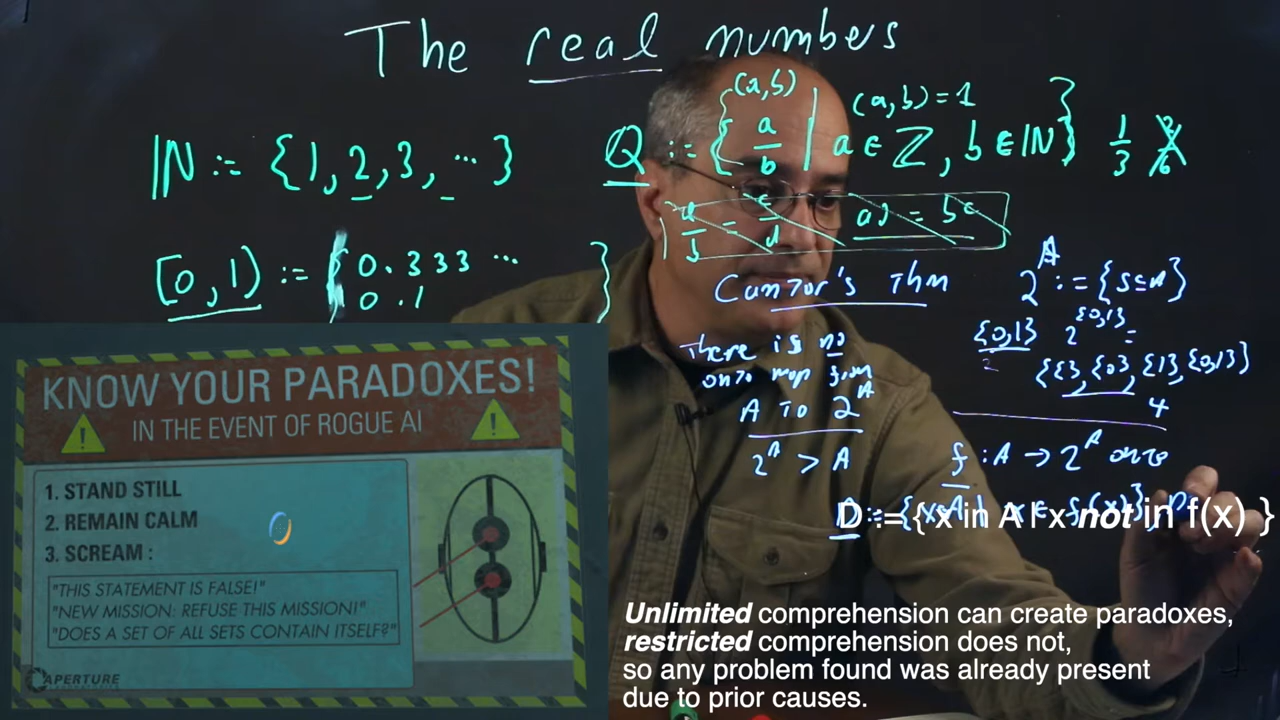 The real numbers
ℕ := {1, 2, 3, ...}
ℚ := { a/b | a ∈ ℤ, b ∈ ℕ }
(a,b)
(a,b) = 1
1/3
a/b = c/d
ad = bc
[0,1) := { 0.333 ...
0.1
}
Cantor's Thm
There is no
onto map from
A to 2^A
2^A > A
2^A := {S⊆A}
{0,1}
2
2^{0,1} =
{{}, {0}, {1}, {0,1}}
4
f : A → 2^A onto
D := { x in A | x not in f(x) }
KNOW YOUR PARADOXES!
IN THE EVENT OF ROGUE AI
1. STAND STILL
2. REMAIN CALM
3. SCREAM :
"THIS STATEMENT IS FALSE!"
"NEW MISSION: REFUSE THIS MISSION!"
"DOES A SET OF ALL SETS CONTAIN ITSELF?"
APERTURE
Unlimited comprehension can create paradoxes,
restricted comprehension does not,
so any problem found was already present
due to prior causes.